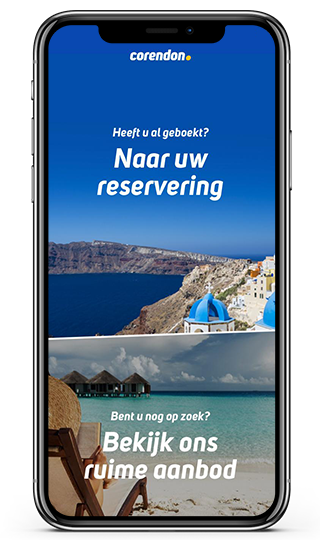 corendon.
Heeft u al geboekt?
Naar uw
reservering
Bent u nog op zoek?
Bekijk ons
ruime aanbod